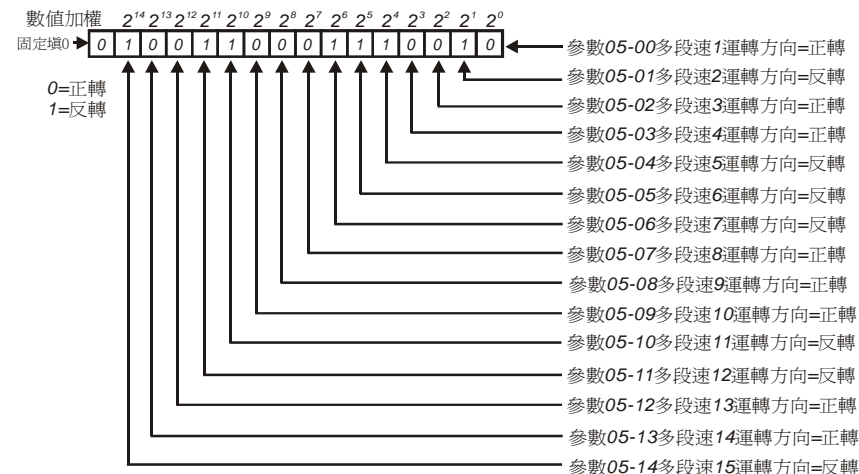 數值加權 2¹⁴ 2¹³ 2¹² 2¹¹ 2¹⁰ 2⁹ 2⁸ 2⁷ 2⁶ 2⁵ 2⁴ 2³ 2² 2¹ 2⁰
固定填0 0 1 0 0 1 1 0 0 0 1 1 1 0 0 1 0
0=正轉
1=反轉
參數05-00多段速1運轉方向=正轉
參數05-01多段速2運轉方向=反轉
參數05-02多段速3運轉方向=正轉
參數05-03多段速4運轉方向=正轉
參數05-04多段速5運轉方向=反轉
參數05-05多段速6運轉方向=反轉
參數05-06多段速7運轉方向=反轉
參數05-07多段速8運轉方向=正轉
參數05-08多段速9運轉方向=正轉
參數05-09多段速10運轉方向=正轉
參數05-10多段速11運轉方向=反轉
參數05-11多段速12運轉方向=反轉
參數05-12多段速13運轉方向=正轉
參數05-13多段速14運轉方向=正轉
參數05-14多段速15運轉方向=反轉